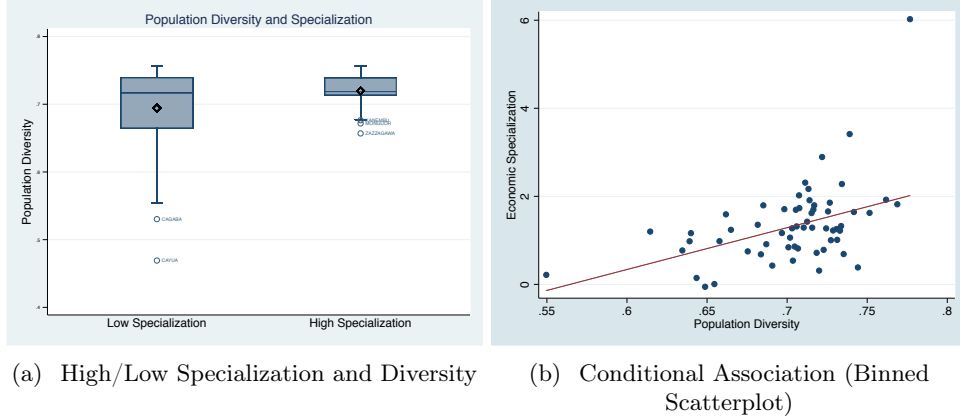 Population Diversity and Specialization
Population Diversity
.8
.7
.6
.5
.4
CAGABA
CAYUA
ZAZZAGAWA
Low Specialization
High Specialization
(a) High/Low Specialization and Diversity
Economic Specialization
6
4
2
0
.55
.6
.65
.7
.75
.8
Population Diversity
(b) Conditional Association (Binned
Scatterplot)